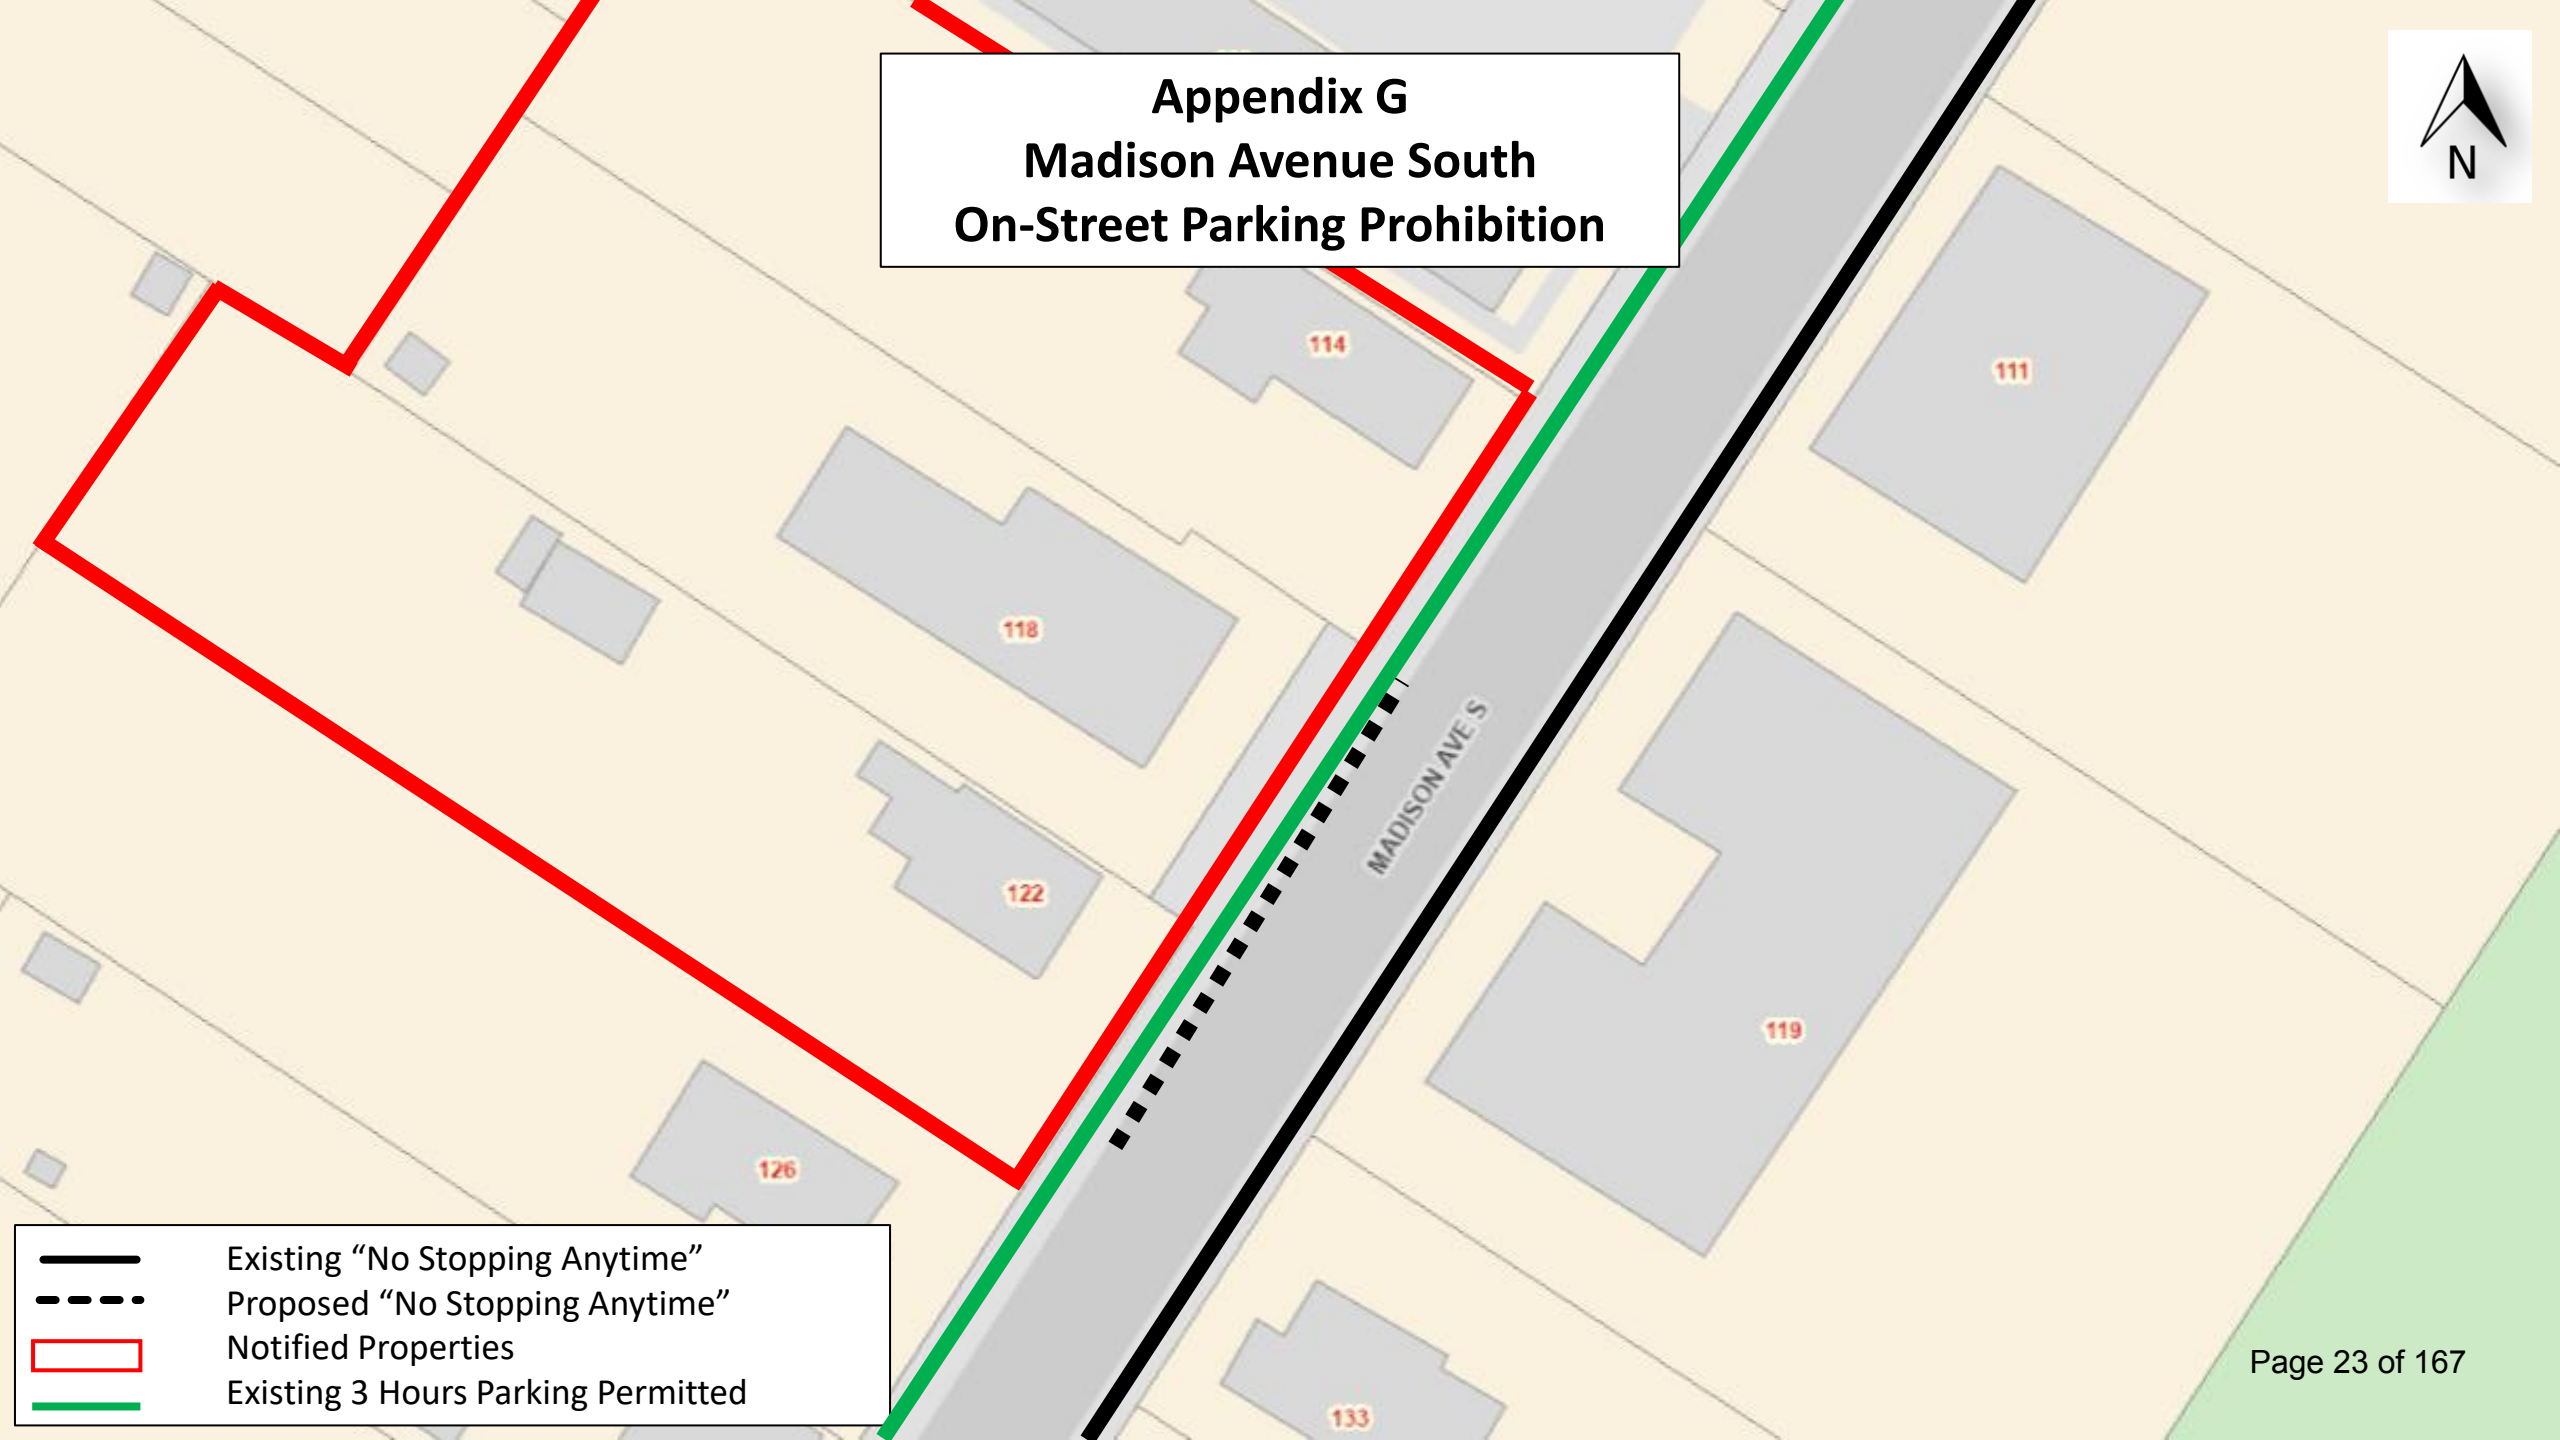 Appendix G
Madison Avenue South
On-Street Parking Prohibition
N
114
111
118
MADISON AVE S
122
119
126
133
Existing “No Stopping Anytime”
Proposed “No Stopping Anytime”
Notified Properties
Existing 3 Hours Parking Permitted
Page 23 of 167